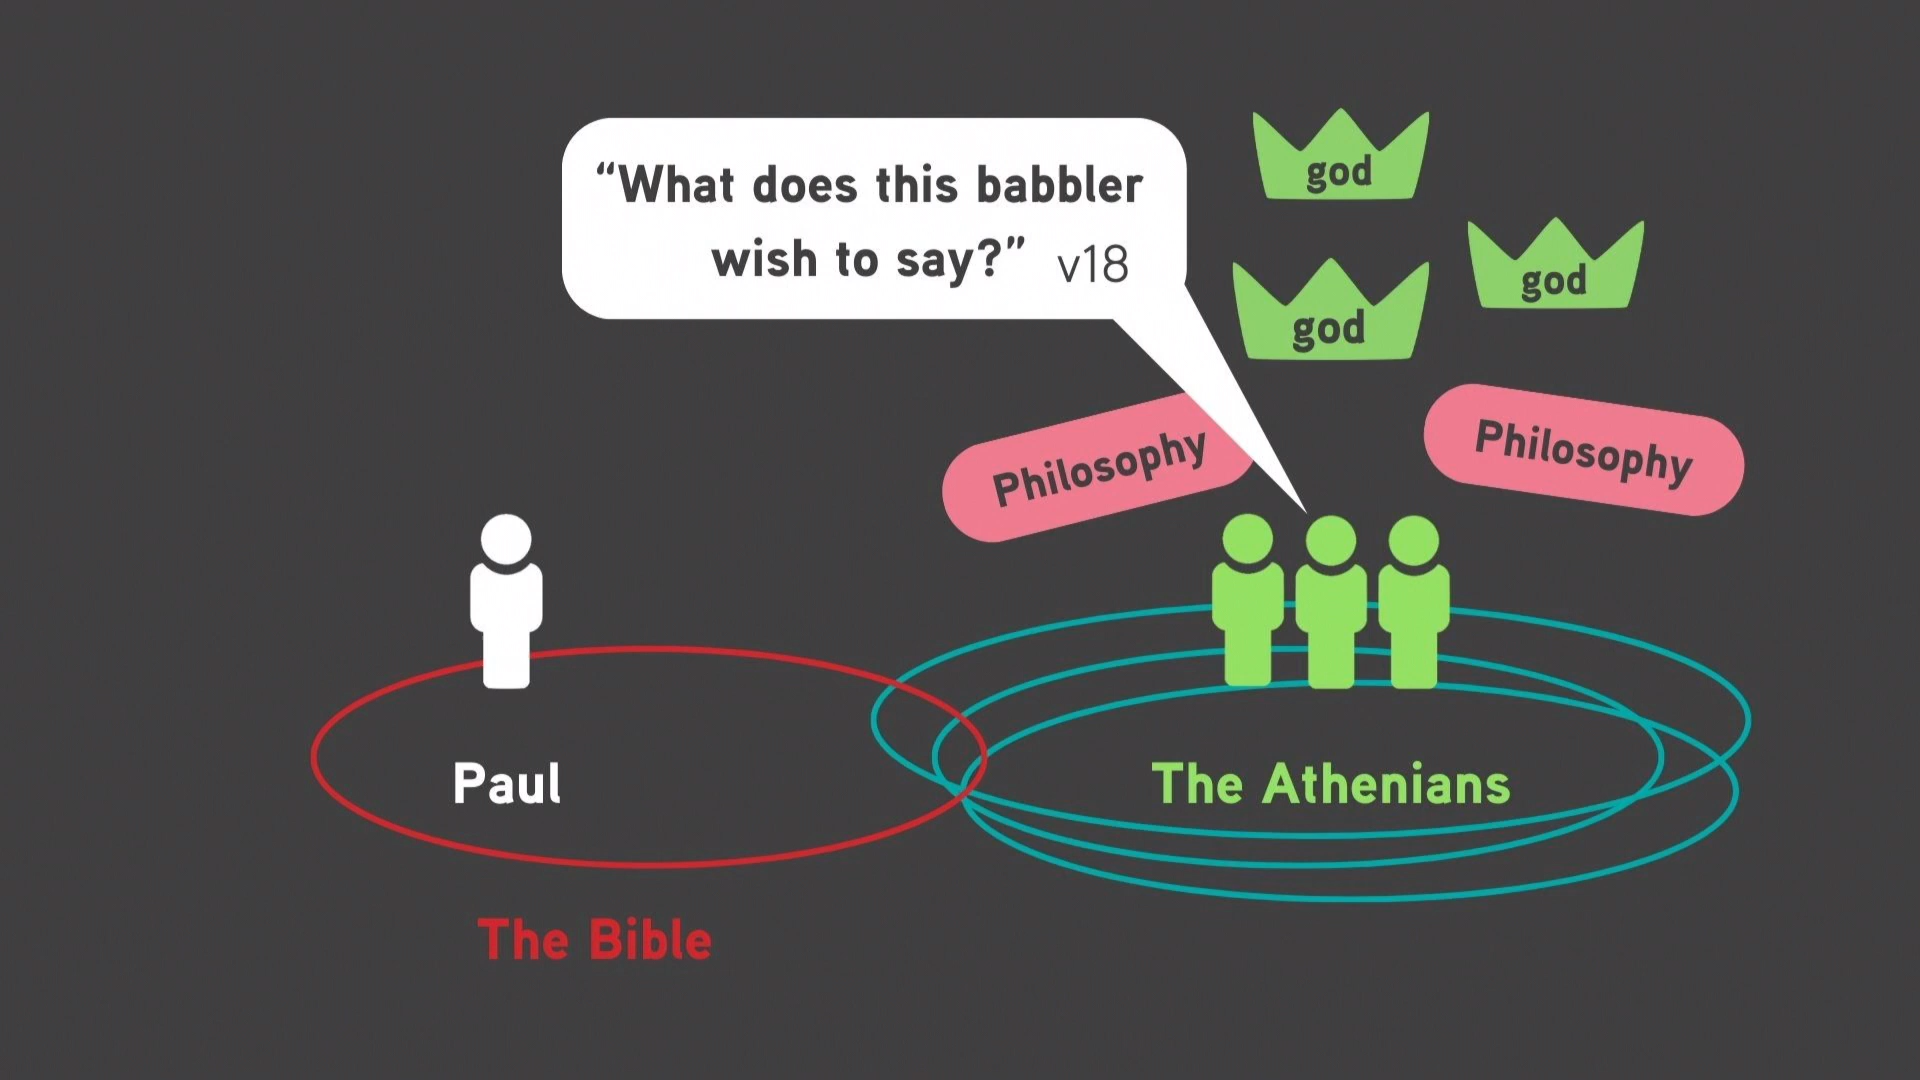 “What does this babbler
wish to say?” v18
god
god
god
Philosophy
Philosophy
Paul
The Athenians
The Bible